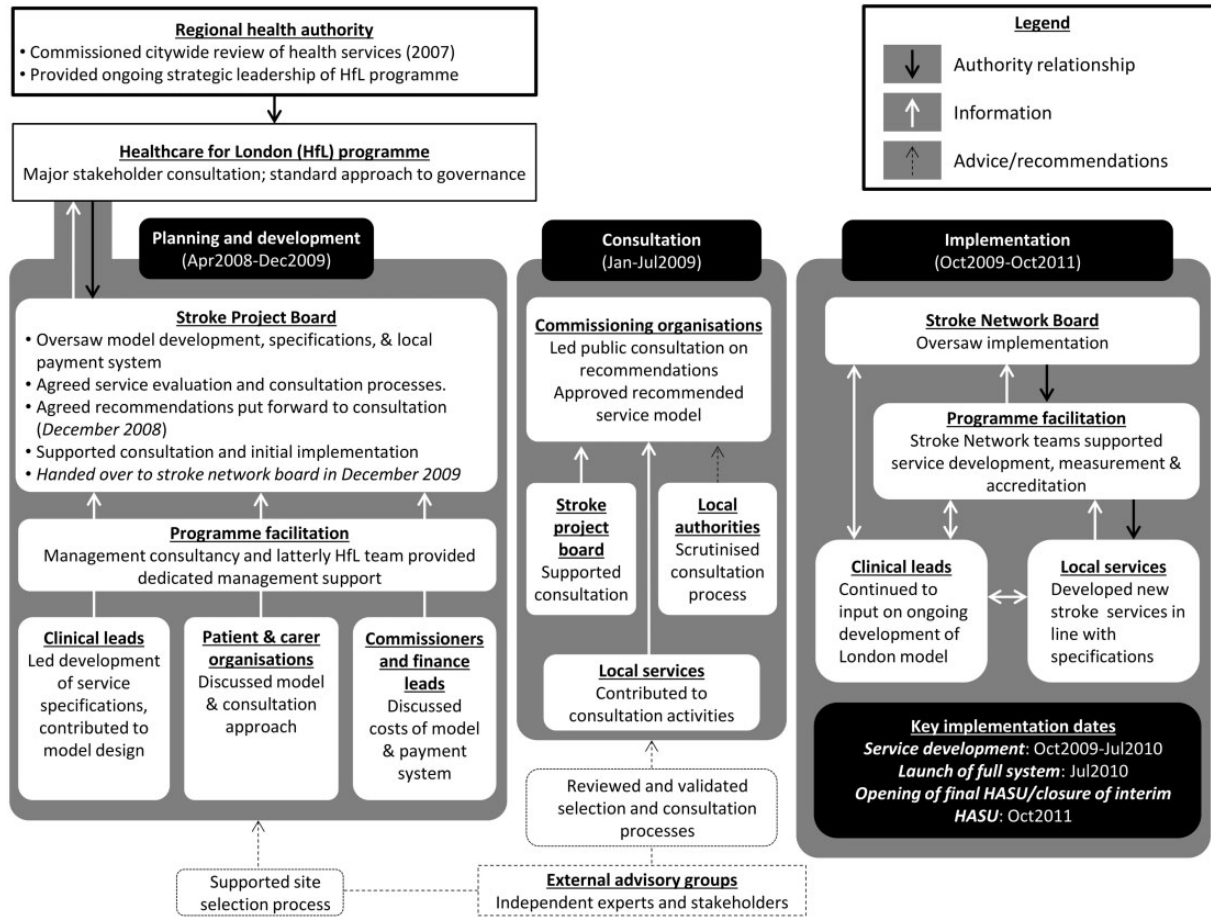 Regional health authority
• Commissioned citywide review of health services (2007)
• Provided ongoing strategic leadership of HfL programme
Legend
Authority relationship
Information
Advice/recommendations
Healthcare for London (HfL) programme
Major stakeholder consultation; standard approach to governance
Planning and development
(Apr2008-Dec2009)
Stroke Project Board
• Oversaw model development, specifications, & local
payment system
• Agreed service evaluation and consultation processes.
• Agreed recommendations put forward to consultation
(December 2008)
• Supported consultation and initial implementation
• Handed over to stroke network board in December 2009
Programme facilitation
Management consultancy and latterly HfL team provided
dedicated management support
Clinical leads
Led development
of service
specifications,
contributed to
model design
Patient & carer
organisations
Discussed model
& consultation
approach
Commissioners
and finance
leads
Discussed
costs of model
& payment
system
Consultation
(Jan-Jul2009)
Commissioning organisations
Led public consultation on
recommendations
Approved recommended
service model
Stroke
project
board
Supported
consultation
Local
authorities
Scrutinised
consultation
process
Local services
Contributed to
consultation activities
Implementation
(Oct2009-Oct2011)
Stroke Network Board
Oversaw implementation
Programme facilitation
Stroke Network teams supported
service development, measurement &
accreditation
Clinical leads
Continued to
input on ongoing
development of
London model
Local services
Developed new
stroke services in
line with
specifications
Key implementation dates
Service development: Oct2009-Jul2010
Launch of full system: Jul2010
Opening of final HASU/closure of interim
HASU: Oct2011
Reviewed and validated
selection and consultation
processes
Supported site
selection process
External advisory groups
Independent experts and stakeholders